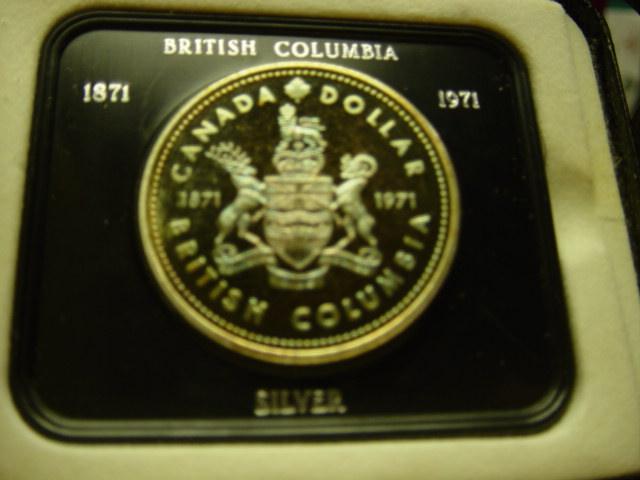 BRITISH COLUMBIA
1871 1971
CANADA DOLLAR
1871 1971
BRITISH COLUMBIA
SILVER